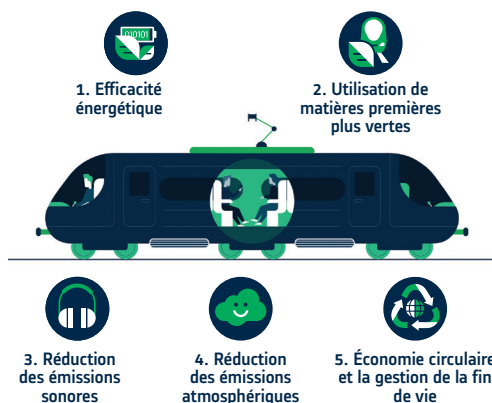 010101
1. Efficacité
énergétique
2. Utilisation de
matières premières
plus vertes
3. Réduction
des émissions
sonores
4. Réduction
des émissions
atmosphériques
5. Économie circulaire
et la gestion de la fin
de vie